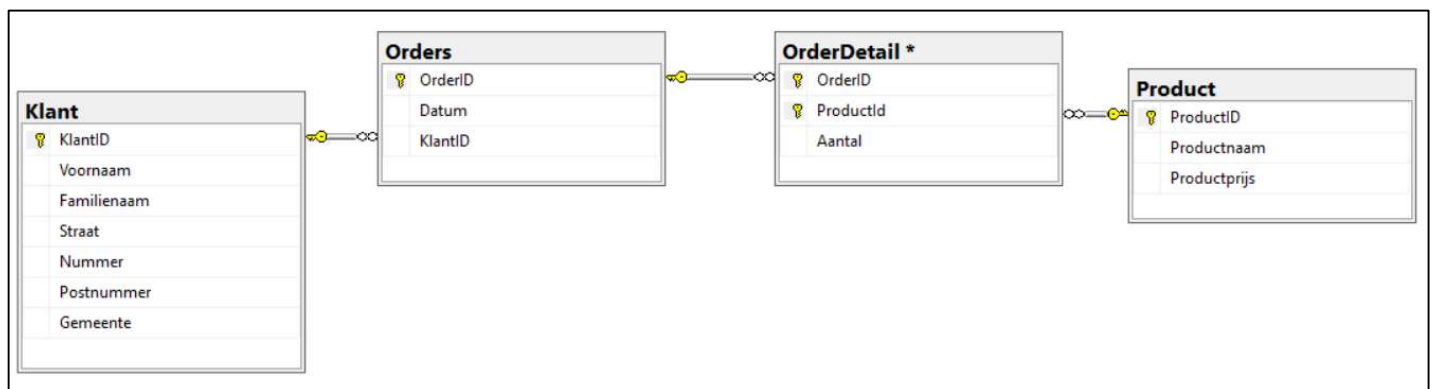 Klant
KlantID
Voornaam
Familienaam
Straat
Nummer
Postnummer
Gemeente
Orders
OrderID
Datum
KlantID
OrderDetail *
OrderID
ProductId
Aantal
Product
ProductID
Productnaam
Productprijs